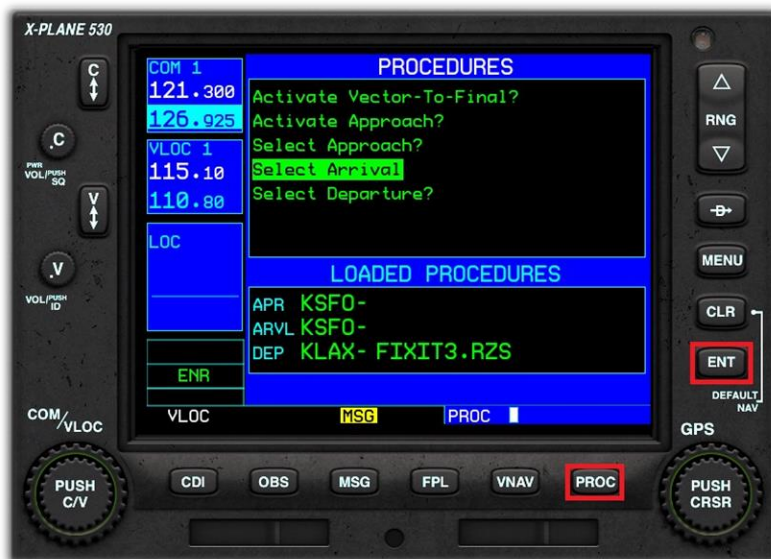 X-PLANE 530
C
.C
PWR
VOL/PUSH SQ
V
.V
VOL/PUSH ID
COM/VLOC
PUSH
C/V
COM 1
121.300
126.925
VLOC 1
115.10
110.80
LOC
ENR
VLOC
MSG
PROC
PROCEDURES
Activate Vector-To-Final?
Activate Approach?
Select Approach?
Select Arrival
Select Departure?
LOADED PROCEDURES
APR KSFO-
ARVL KSFO-
DEP KLAX- FIXIT3.RZS
RNG
D
MENU
CLR
ENT
DEFAULT
NAV
GPS
PUSH
CRSR
CDI
OBS
MSG
FPL
VNAV
PROC